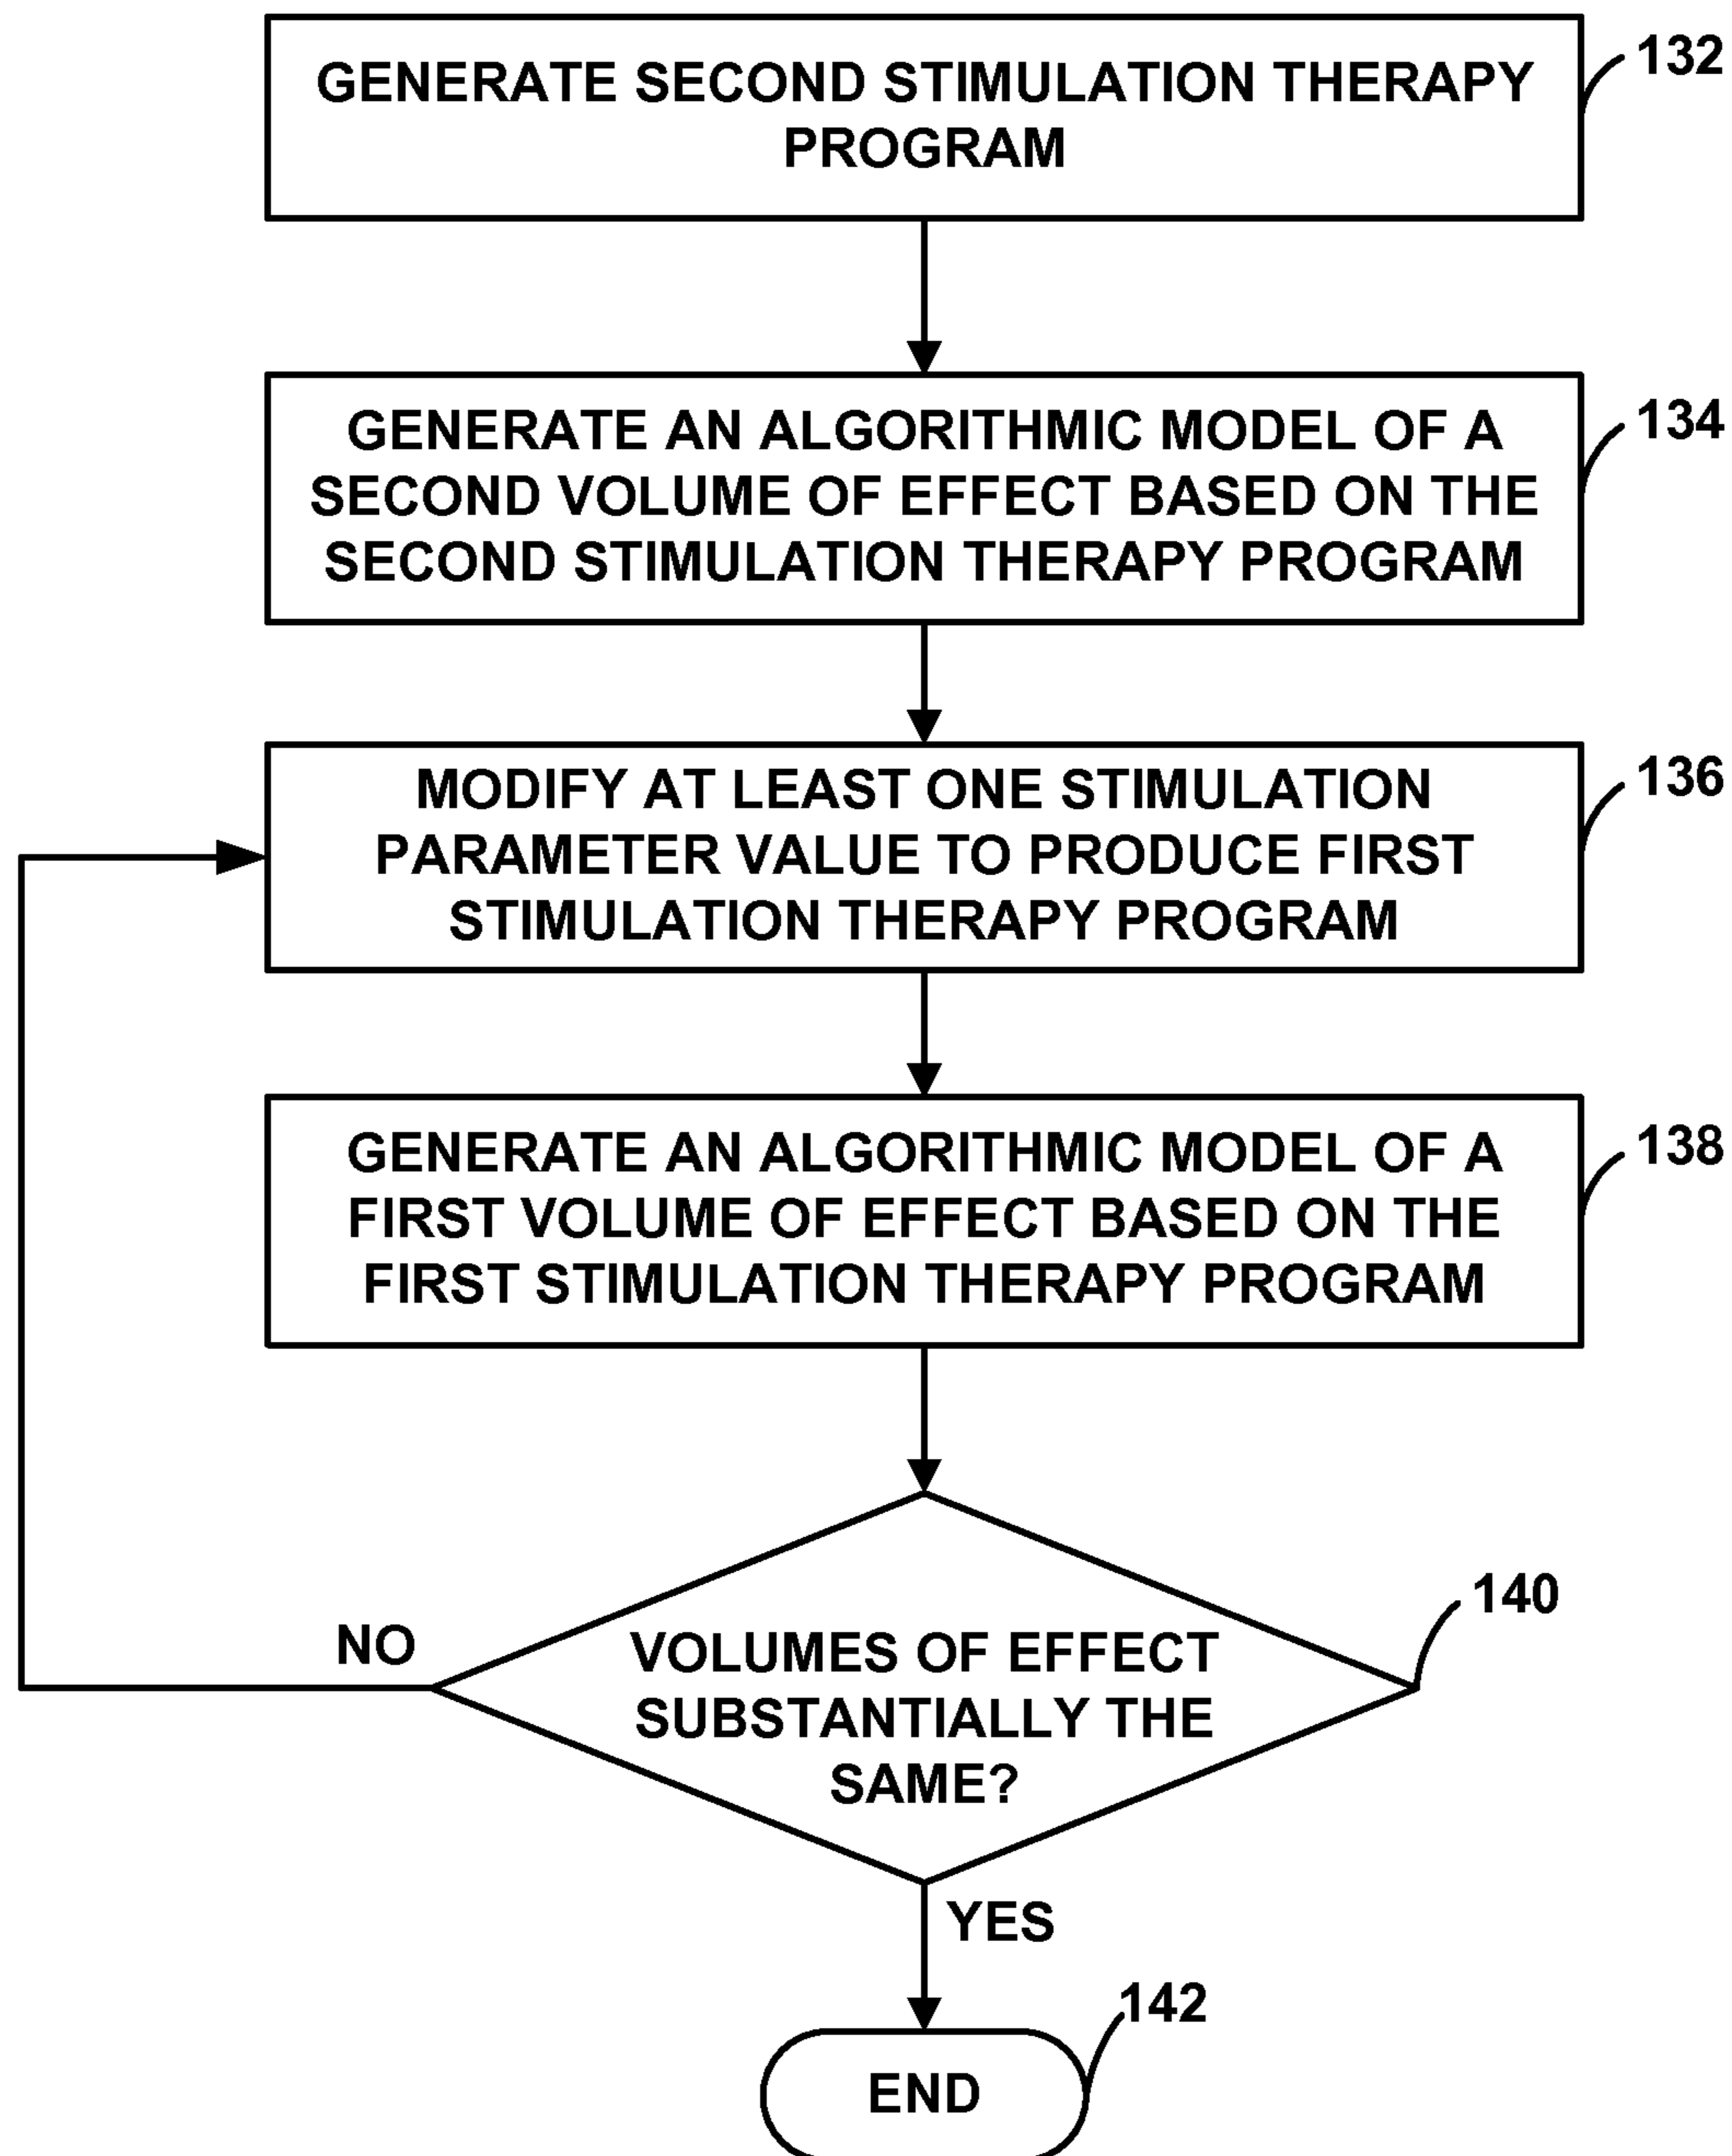 GENERATE SECOND STIMULATION THERAPY
PROGRAM
132
GENERATE AN ALGORITHMIC MODEL OF A
SECOND VOLUME OF EFFECT BASED ON THE
SECOND STIMULATION THERAPY PROGRAM
134
MODIFY AT LEAST ONE STIMULATION
PARAMETER VALUE TO PRODUCE FIRST
STIMULATION THERAPY PROGRAM
136
GENERATE AN ALGORITHMIC MODEL OF A
FIRST VOLUME OF EFFECT BASED ON THE
FIRST STIMULATION THERAPY PROGRAM
138
VOLUMES OF EFFECT
SUBSTANTIALLY THE
SAME?
140
NO
YES
END
142